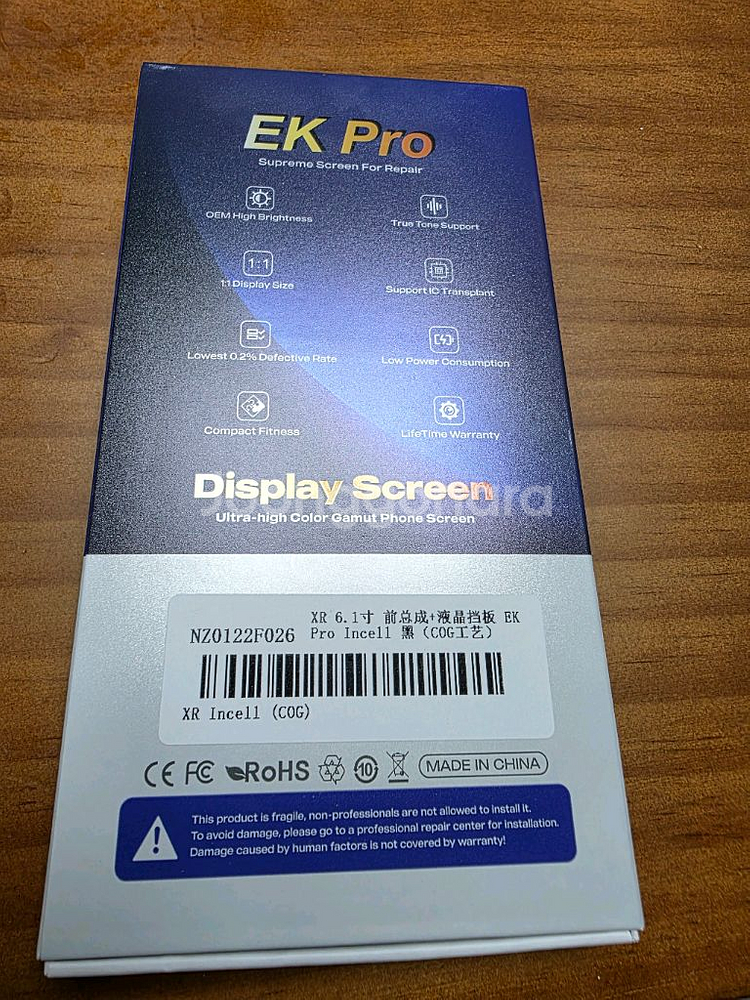 EK Pro
Supreme Screen For Repair
OEM High Brightness
True Tone Support
1:1
1:1 Display Size
Support IC Transplant
Lowest 0.2% Defective Rate
Low Power Consumption
Compact Fitness
LifeTime Warranty
Display Screen
Ultra-high Color Gamut Phone Screen
Joonggonara
XR 6.1寸 前总成+液晶挡板 EK
NZ0122F026 Pro Incell 黑 (COG工艺)
XR Incell (COG)
CE FC RoHS 10 MADE IN CHINA
This product is fragile, non-professionals are not allowed to install it.
To avoid damage, please go to a professional repair center for installation.
Damage caused by human factors is not covered by warranty!